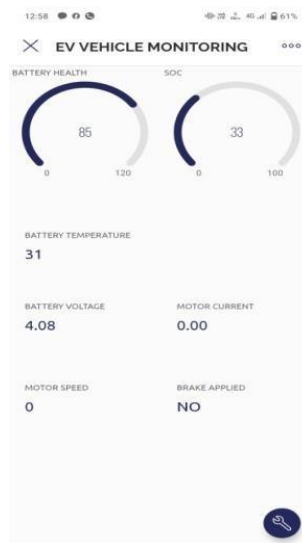 12:58 61%
EV VEHICLE MONITORING
BATTERY HEALTH SOC
85 33
0 120 0 100
BATTERY TEMPERATURE
31
BATTERY VOLTAGE MOTOR CURRENT
4.08 0.00
MOTOR SPEED BRAKE APPLIED
0 NO